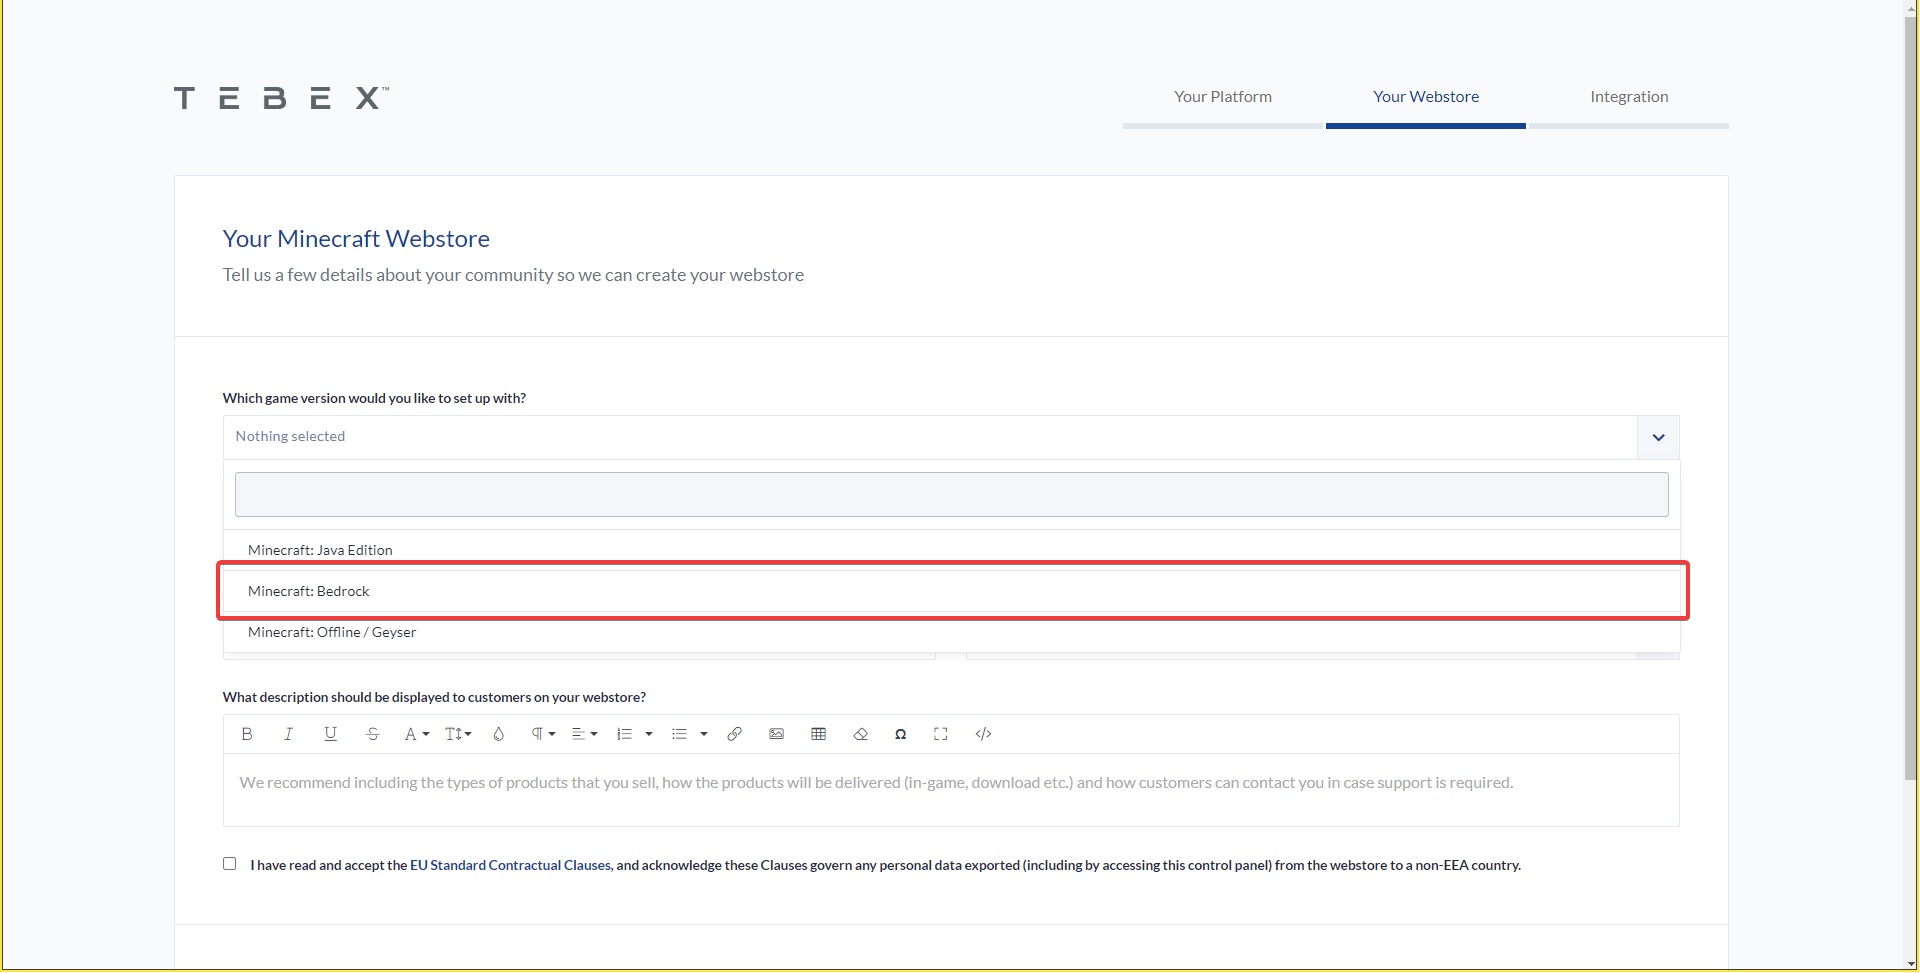 TEBEX™
Your Platform
Your Webstore
Integration
Your Minecraft Webstore
Tell us a few details about your community so we can create your webstore
Which game version would you like to set up with?
Nothing selected
Minecraft: Java Edition
Minecraft: Bedrock
Minecraft: Offline / Geyser
What description should be displayed to customers on your webstore?
We recommend including the types of products that you sell, how the products will be delivered (in-game, download etc.) and how customers can contact you in case support is required.
I have read and accept the EU Standard Contractual Clauses, and acknowledge these Clauses govern any personal data exported (including by accessing this control panel) from the webstore to a non-EEA country.